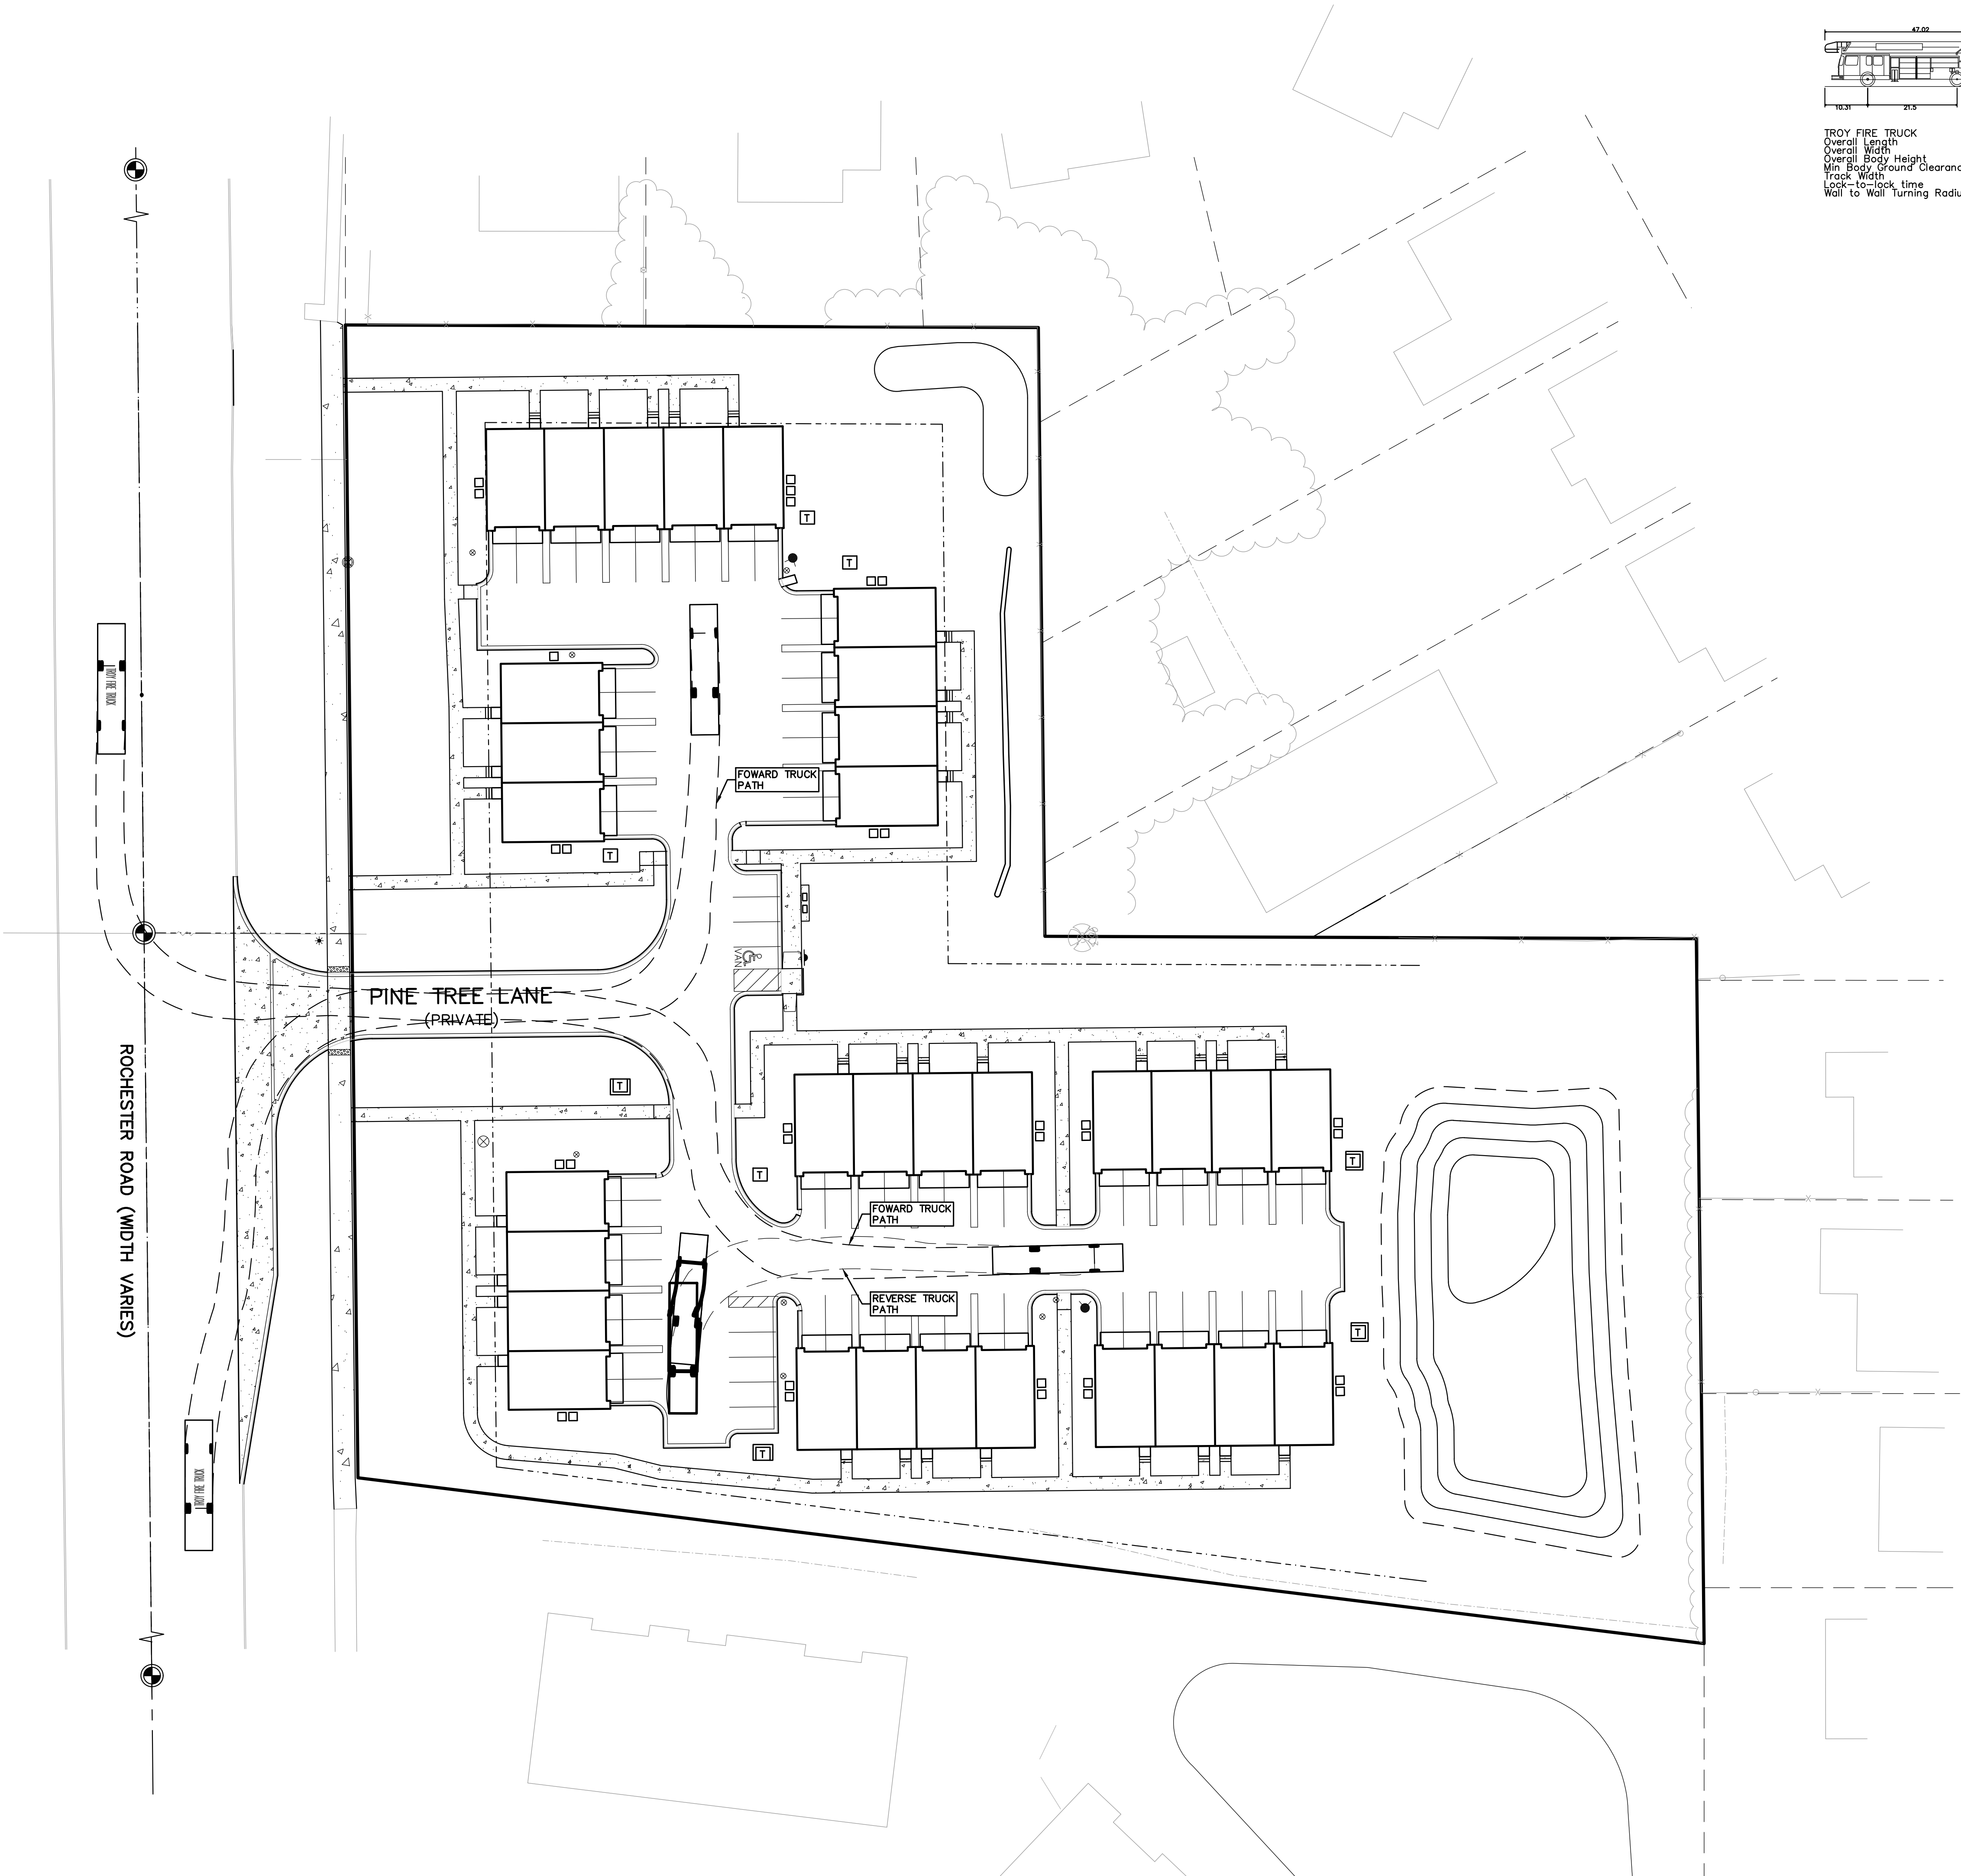 47.02
10.31
21.5
TROY FIRE TRUCK
Overall Length
Overall Width
Overall Body Height
Min Body Ground Clearanc
Track Width
Lock-to-lock time
Wall to Wall Turning Radiu
T
T
TROY FIRE TRUCK
FOWARD TRUCK
PATH
T
VAN
PINE TREE LANE
(PRIVATE)
ROCHESTER ROAD (WIDTH VARIES)
T
T
T
FOWARD TRUCK
PATH
REVERSE TRUCK
PATH
T
T
TROY FIRE TRUCK